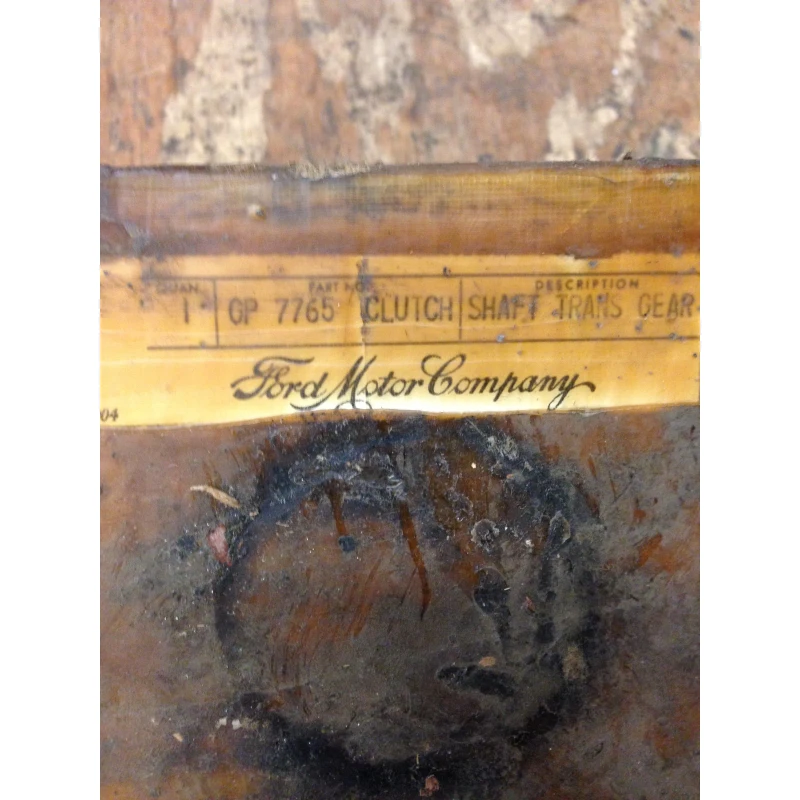 QUAN. PART NO. DESCRIPTION
1 GP 7765 CLUTCH SHAFT TRANS GEAR
Ford Motor Company
04